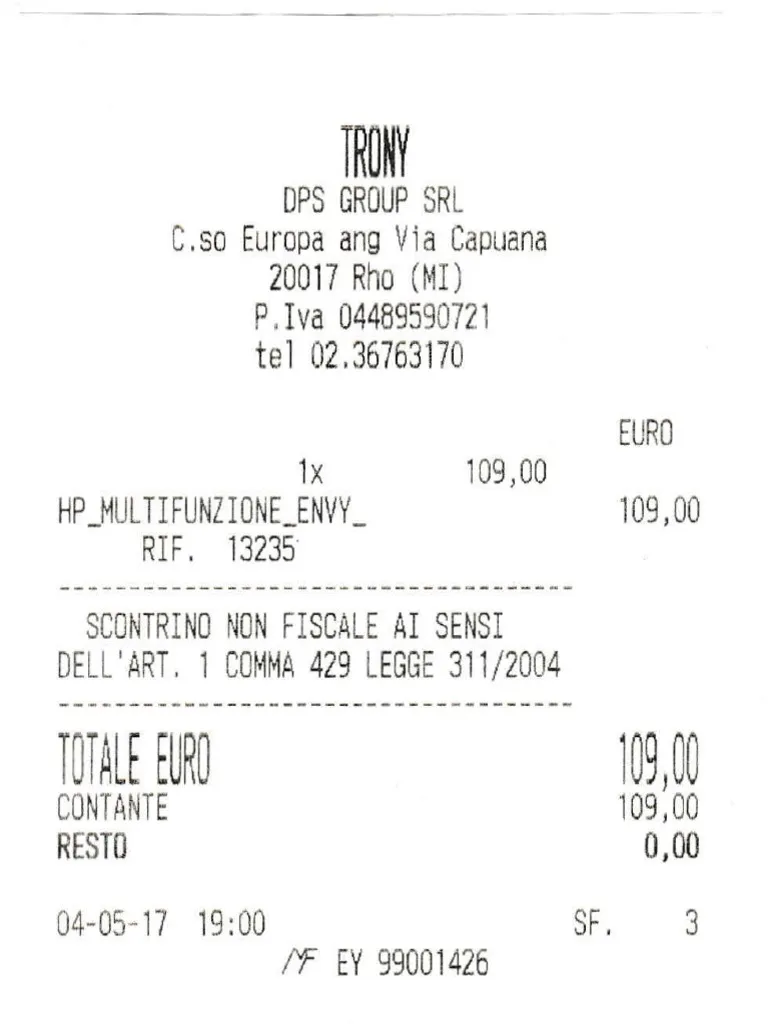 TRONY
DPS GROUP SRL
C.so Europa ang Via Capuana
20017 Rho (MI)
P.Iva 04489590721
tel 02.36763170
EURO
1x 109,00
HP_MULTIFUNZIONE_ENVY_ 109,00
RIF. 13235
------------------------------------
SCONTRINO NON FISCALE AI SENSI
DELL'ART. 1 COMMA 429 LEGGE 311/2004
------------------------------------
TOTALE EURO 109,00
CONTANTE 109,00
RESTO 0,00
04-05-17 19:00 SF. 3
MF EY 99001426